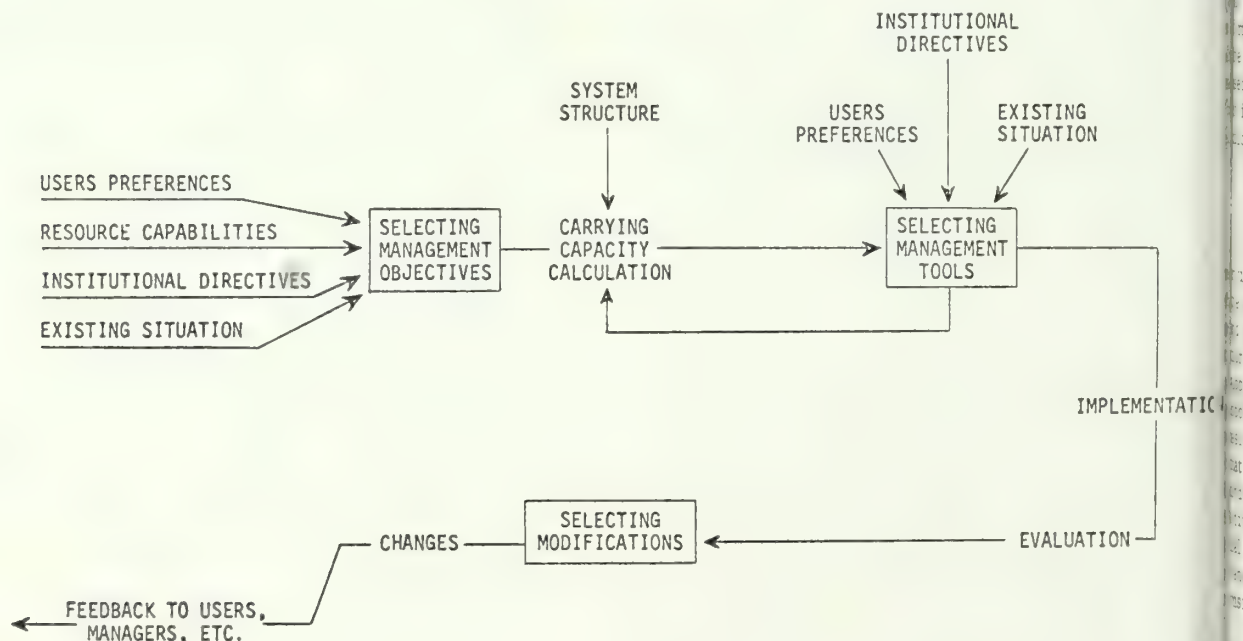 INSTITUTIONAL
DIRECTIVES
SYSTEM
STRUCTURE
USERS
PREFERENCES
EXISTING
SITUATION
USERS PREFERENCES
RESOURCE CAPABILITIES
INSTITUTIONAL DIRECTIVES
EXISTING SITUATION
SELECTING
MANAGEMENT
OBJECTIVES
CARRYING
CAPACITY
CALCULATION
SELECTING
MANAGEMENT
TOOLS
IMPLEMENTATIO
SELECTING
MODIFICATIONS
CHANGES
EVALUATION
FEEDBACK TO USERS,
MANAGERS, ETC.